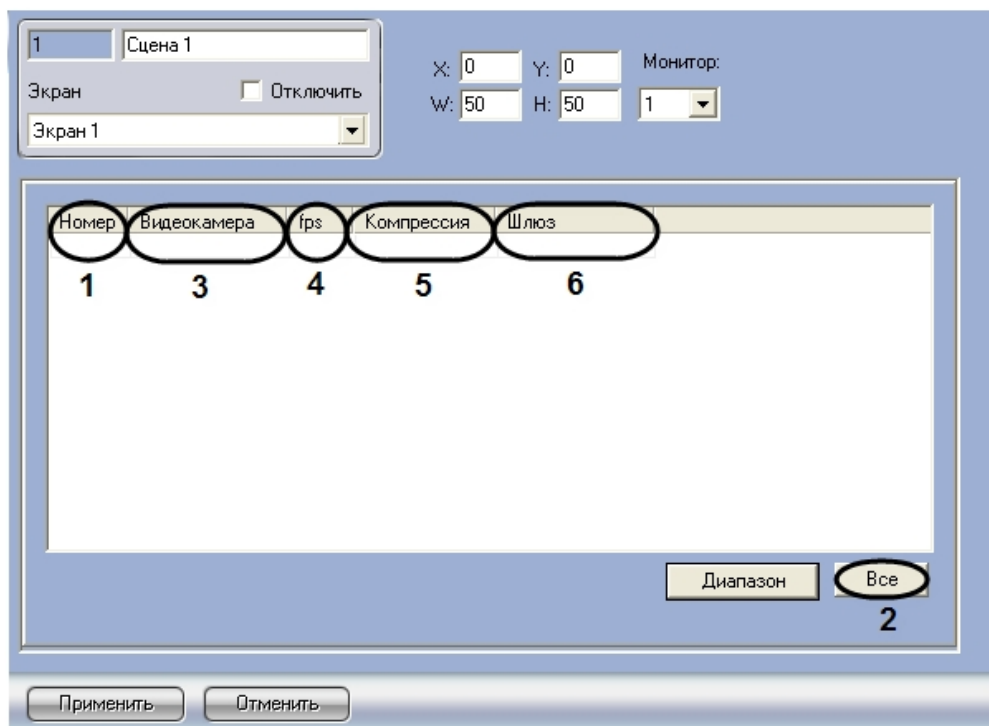 1 Сцена 1
X: 0 Y: 0 Монитор:
Экран Отключить
W: 50 H: 50 1
Экран 1
Номер Видеокамера fps Компрессия Шлюз
1 3 4 5 6
Диапазон Все
2
Применить Отменить